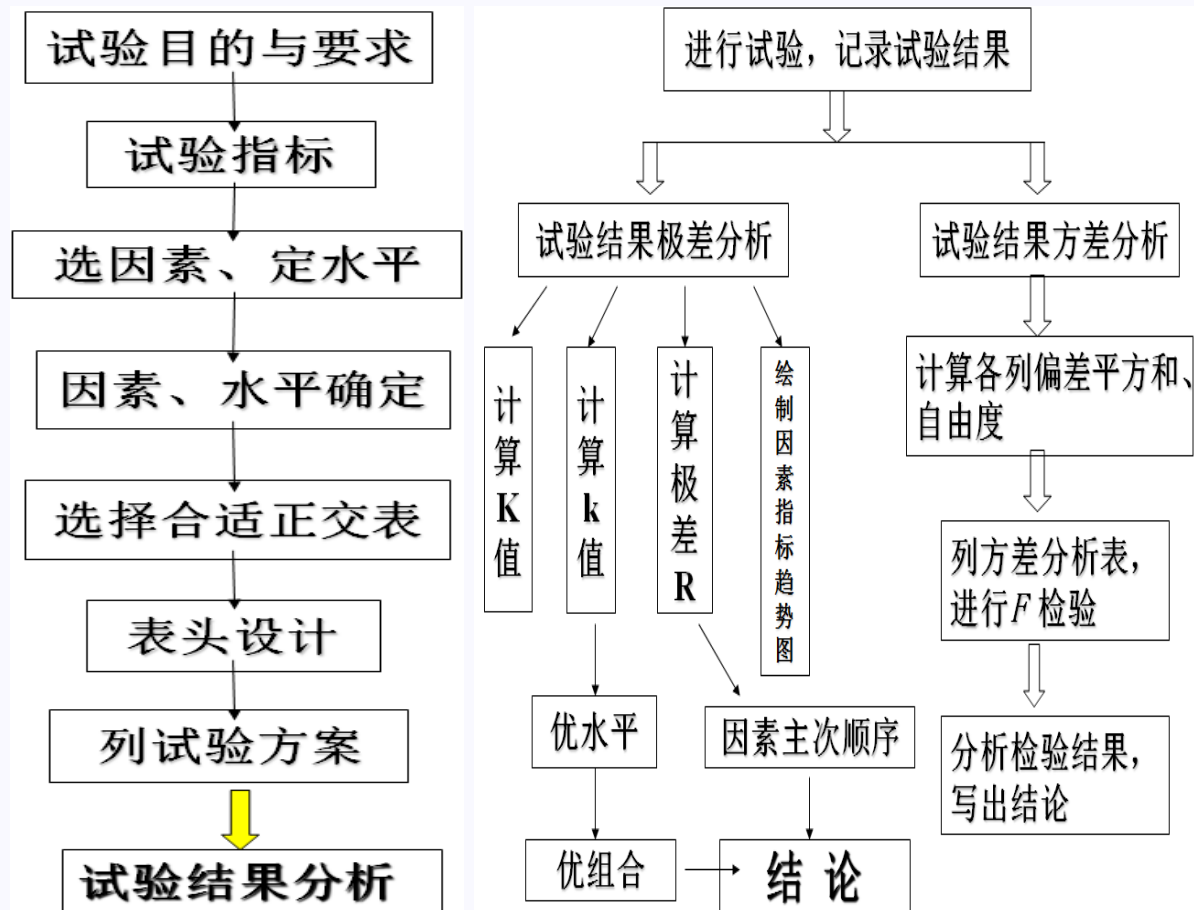 试验目的与要求
试验指标
选因素、定水平
因素、水平确定
选择合适正交表
表头设计
列试验方案
试验结果分析
进行试验，记录试验结果
试验结果极差分析
试验结果方差分析
计算K值
计算k值
计算极差R
绘制因素指标趋势图
计算各列偏差平方和、
自由度
列方差分析表，
进行F检验
优水平
因素主次顺序
分析检验结果，
写出结论
优组合
结 论